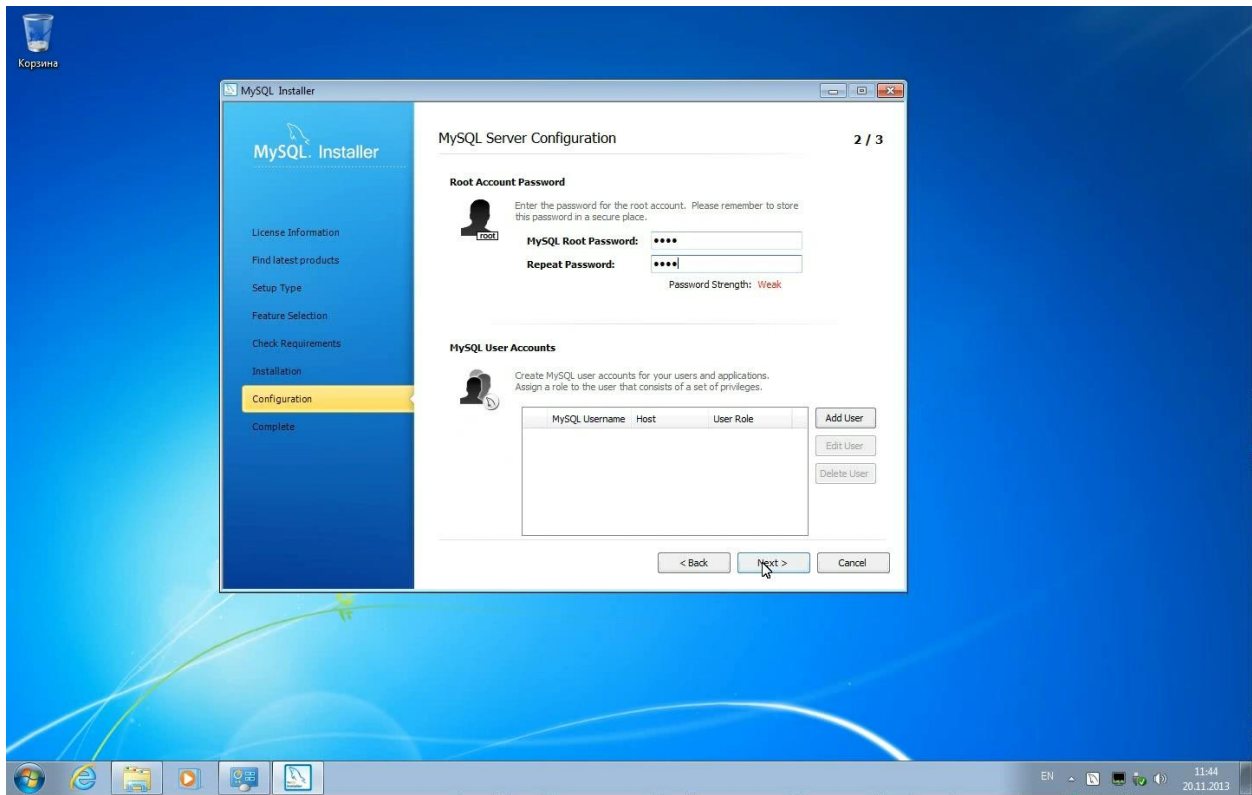 Корзина
MySQL Installer
MySQL. Installer
License Information
Find latest products
Setup Type
Feature Selection
Check Requirements
Installation
Configuration
Complete
MySQL Server Configuration
2 / 3
Root Account Password
Enter the password for the root account. Please remember to store
this password in a secure place.
root
MySQL Root Password: ••••
Repeat Password: ••••
Password Strength: Weak
MySQL User Accounts
Create MySQL user accounts for your users and applications.
Assign a role to the user that consists of a set of privileges.
MySQL Username Host User Role
Add User
Edit User
Delete User
< Back Next > Cancel
EN
11:44
20.11.2013